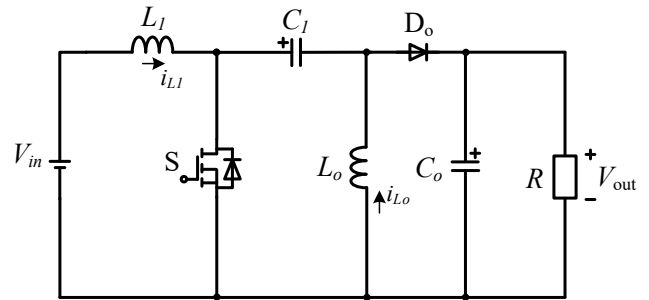 L1
C1
Do
+
iL1
Vin
S
Lo
iLo
Co
+
R
+
Vout
−